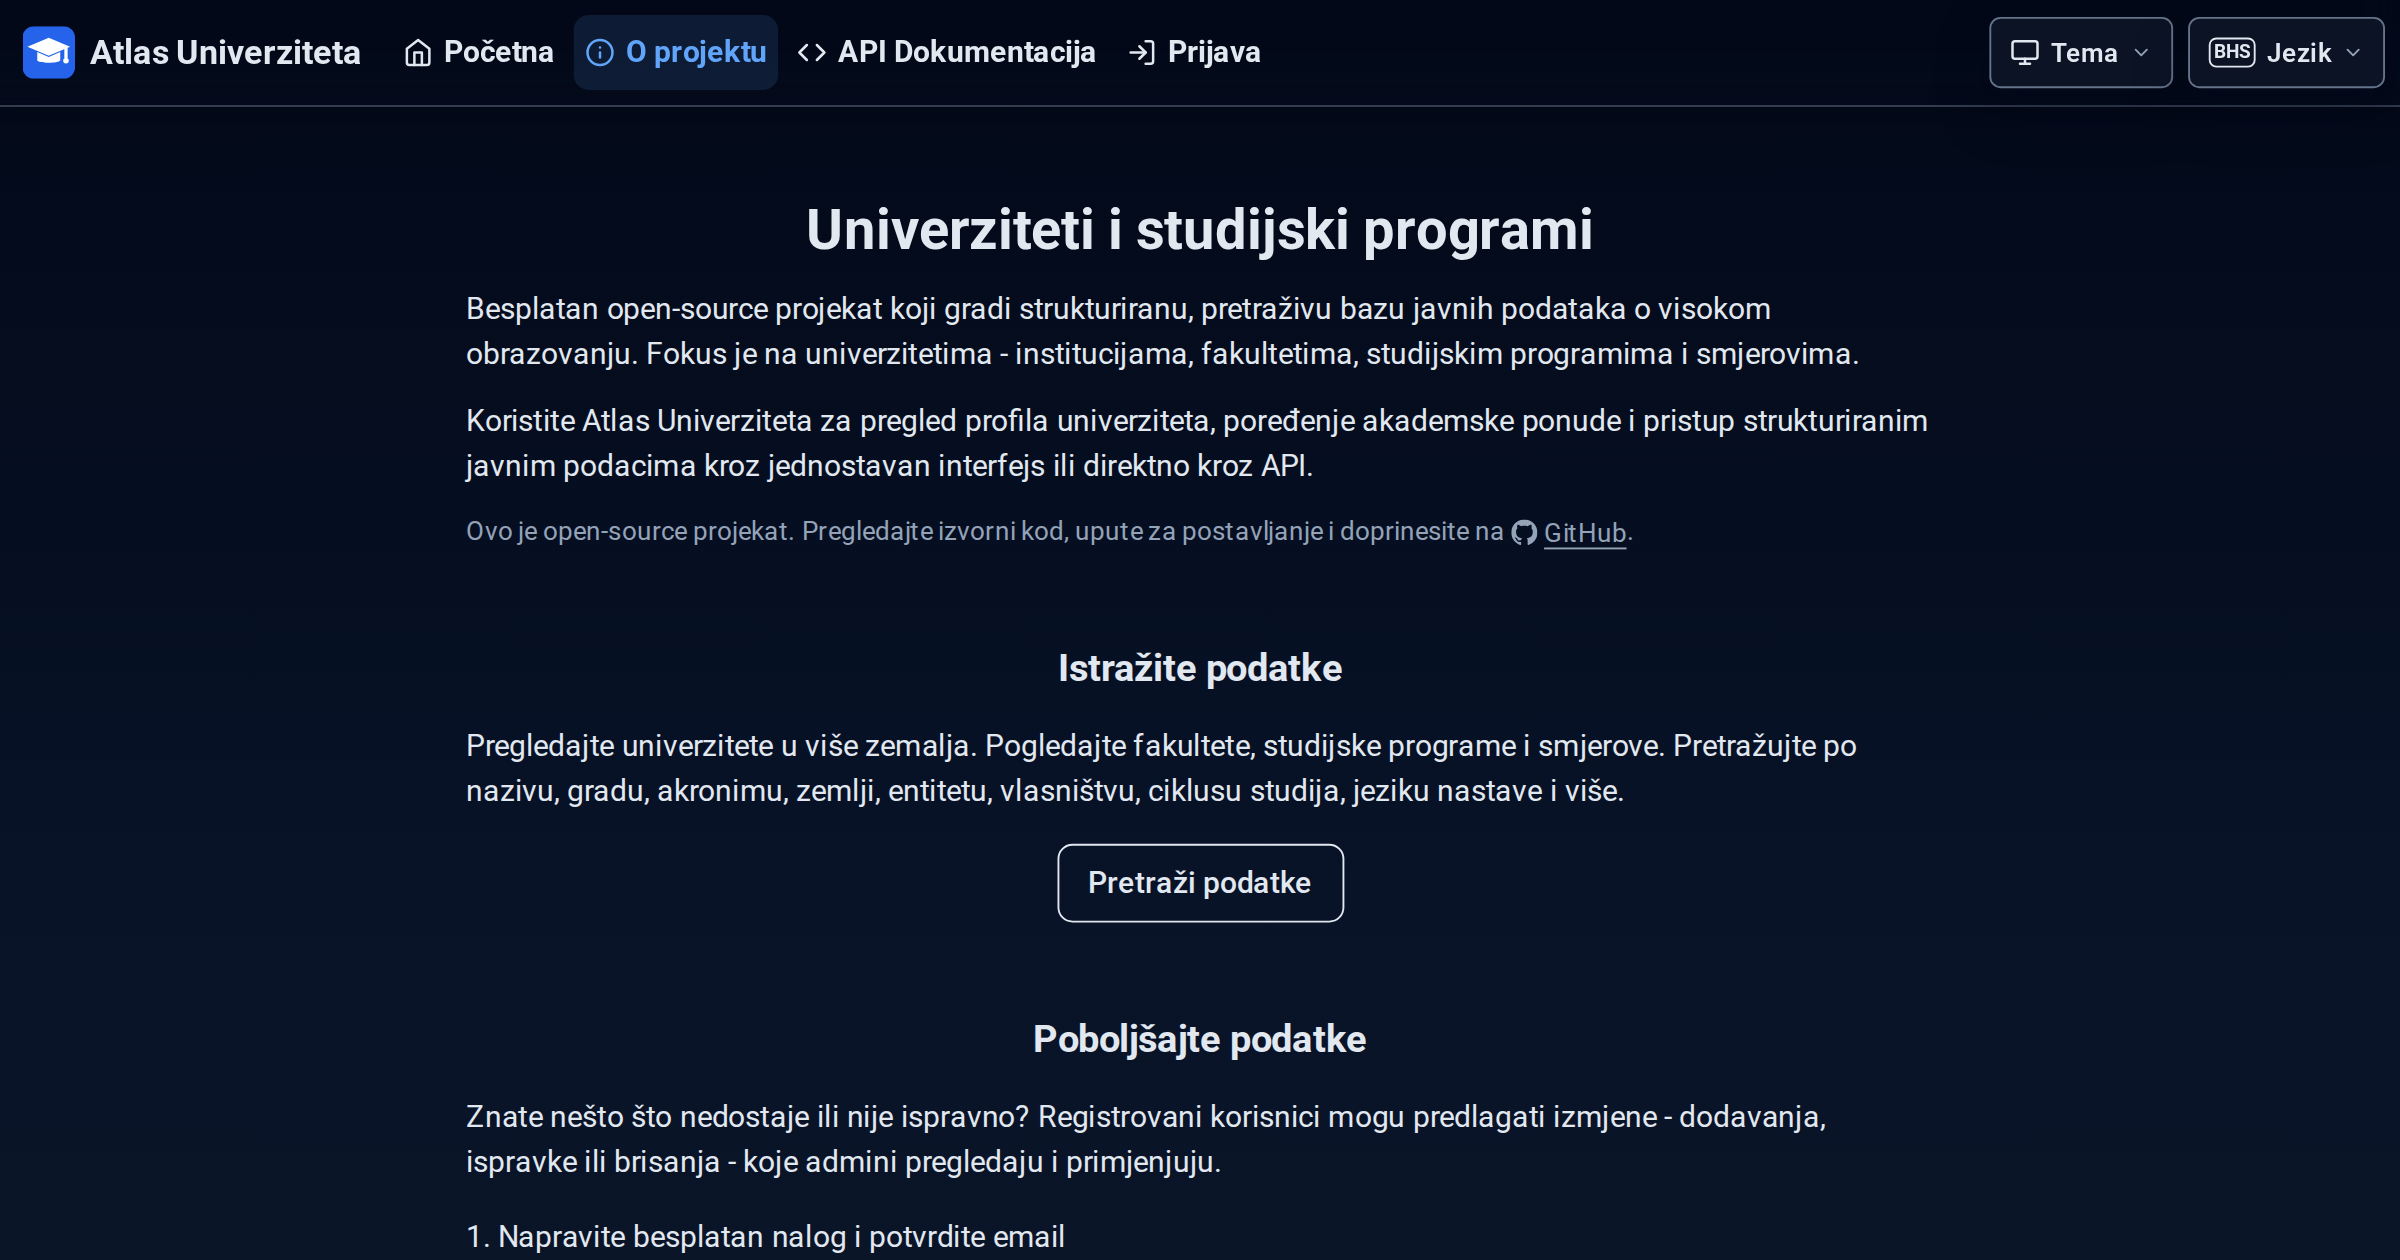 Atlas Univerziteta
Početna
O projektu
API Dokumentacija
Prijava
Tema
BHS Jezik
Univerziteti i studijski programi
Besplatan open-source projekat koji gradi strukturiranu, pretraživu bazu javnih podataka o visokom
obrazovanju. Fokus je na univerzitetima - institucijama, fakultetima, studijskim programima i smjerovima.
Koristite Atlas Univerziteta za pregled profila univerziteta, poređenje akademske ponude i pristup strukturiranim
javnim podacima kroz jednostavan interfejs ili direktno kroz API.
Ovo je open-source projekat. Pregledajte izvorni kod, upute za postavljanje i doprinesite na GitHub.
Istražite podatke
Pregledajte univerzitete u više zemalja. Pogledajte fakultete, studijske programe i smjerove. Pretražujte po
nazivu, gradu, akronimu, zemlji, entitetu, vlasništvu, ciklusu studija, jeziku nastave i više.
Pretraži podatke
Poboljšajte podatke
Znate nešto što nedostaje ili nije ispravno? Registrovani korisnici mogu predlagati izmjene - dodavanja,
ispravke ili brisanja - koje admini pregledaju i primjenjuju.
1. Napravite besplatan nalog i potvrdite email